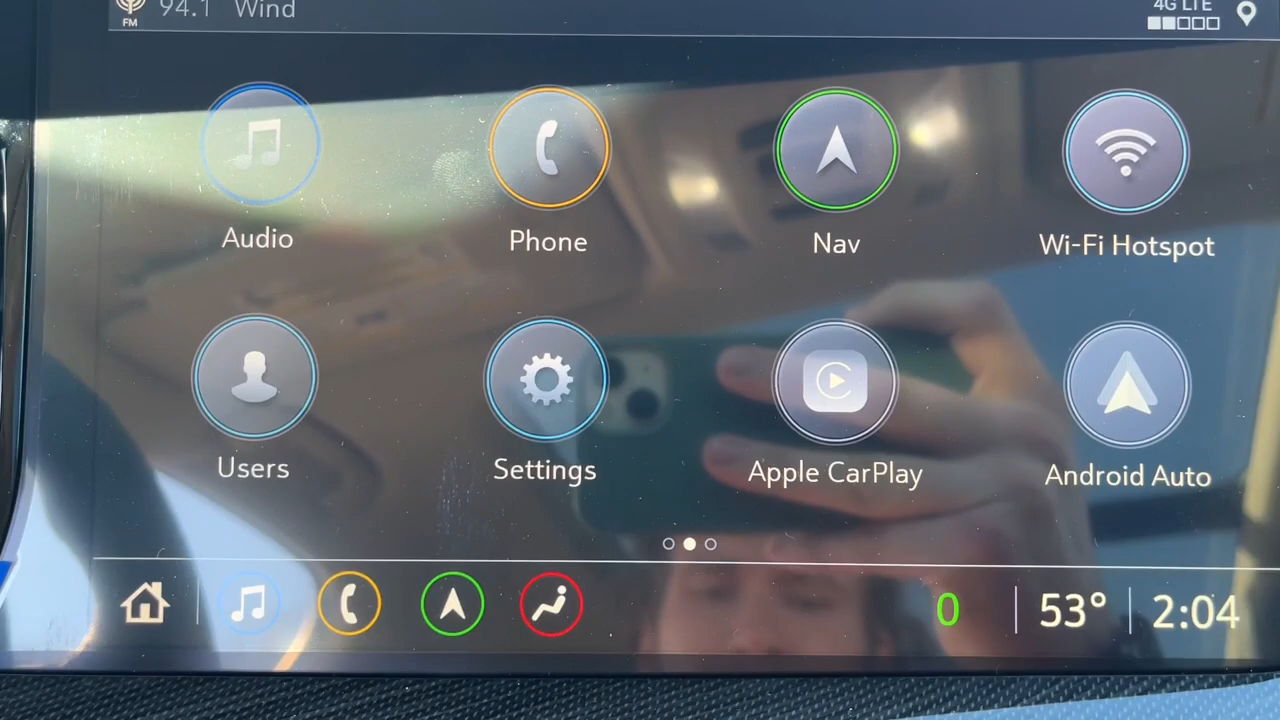 FM 94.1 Wind 4G LTE
Audio Phone Nav Wi-Fi Hotspot
Users Settings Apple CarPlay Android Auto
0 53° 2:04